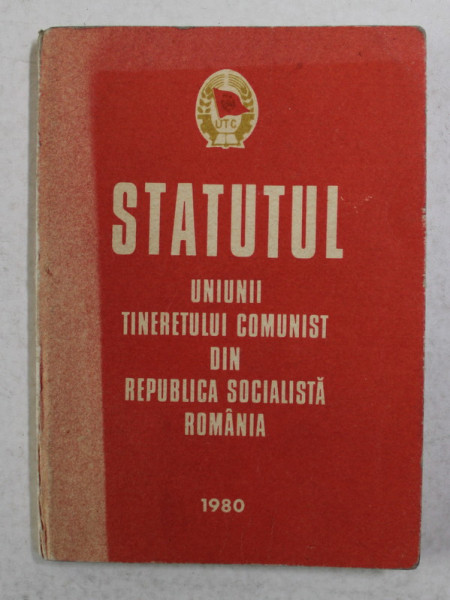 UTC
STATUTUL
UNIUNII
TINERETULUI COMUNIST
DIN
REPUBLICA SOCIALISTĂ
ROMÂNIA
1980